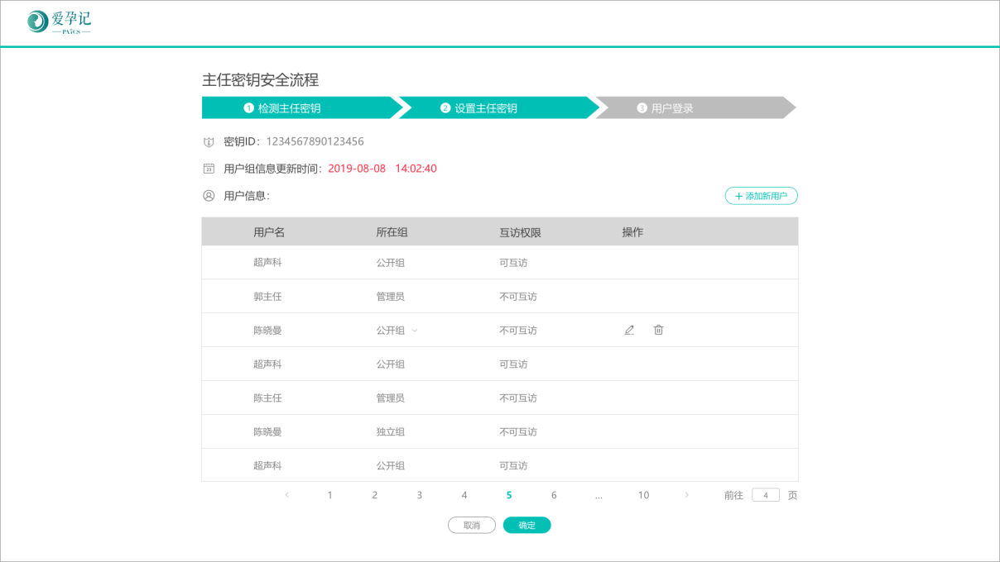 爱孕记
PAICS
主任密钥安全流程
1 检测主任密钥 2 设置主任密钥 3 用户登录
密钥ID：1234567890123456
用户组信息更新时间：2019-08-08 14:02:40
用户信息：
+ 添加新用户
用户名 所在组 互访权限 操作
超声科 公开组 可互访
郭主任 管理员 不可互访
陈晓曼 公开组 不可互访
超声科 公开组 可互访
陈主任 管理员 不可互访
陈晓曼 独立组 不可互访
超声科 公开组 可互访
< 1 2 3 4 5 6 ... 10 > 前往 4 页
取消 确定